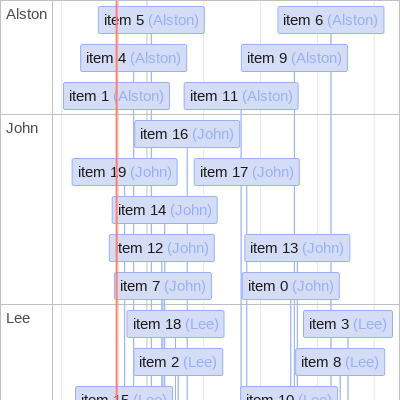 Alston
item 5 (Alston)
item 6 (Alston)
item 4 (Alston)
item 9 (Alston)
item 1 (Alston)
item 11 (Alston)
John
item 16 (John)
item 19 (John)
item 17 (John)
item 14 (John)
item 12 (John)
item 13 (John)
item 7 (John)
item 0 (John)
Lee
item 18 (Lee)
item 3 (Lee)
item 2 (Lee)
item 8 (Lee)
item 15 (Lee)
item 10 (Lee)